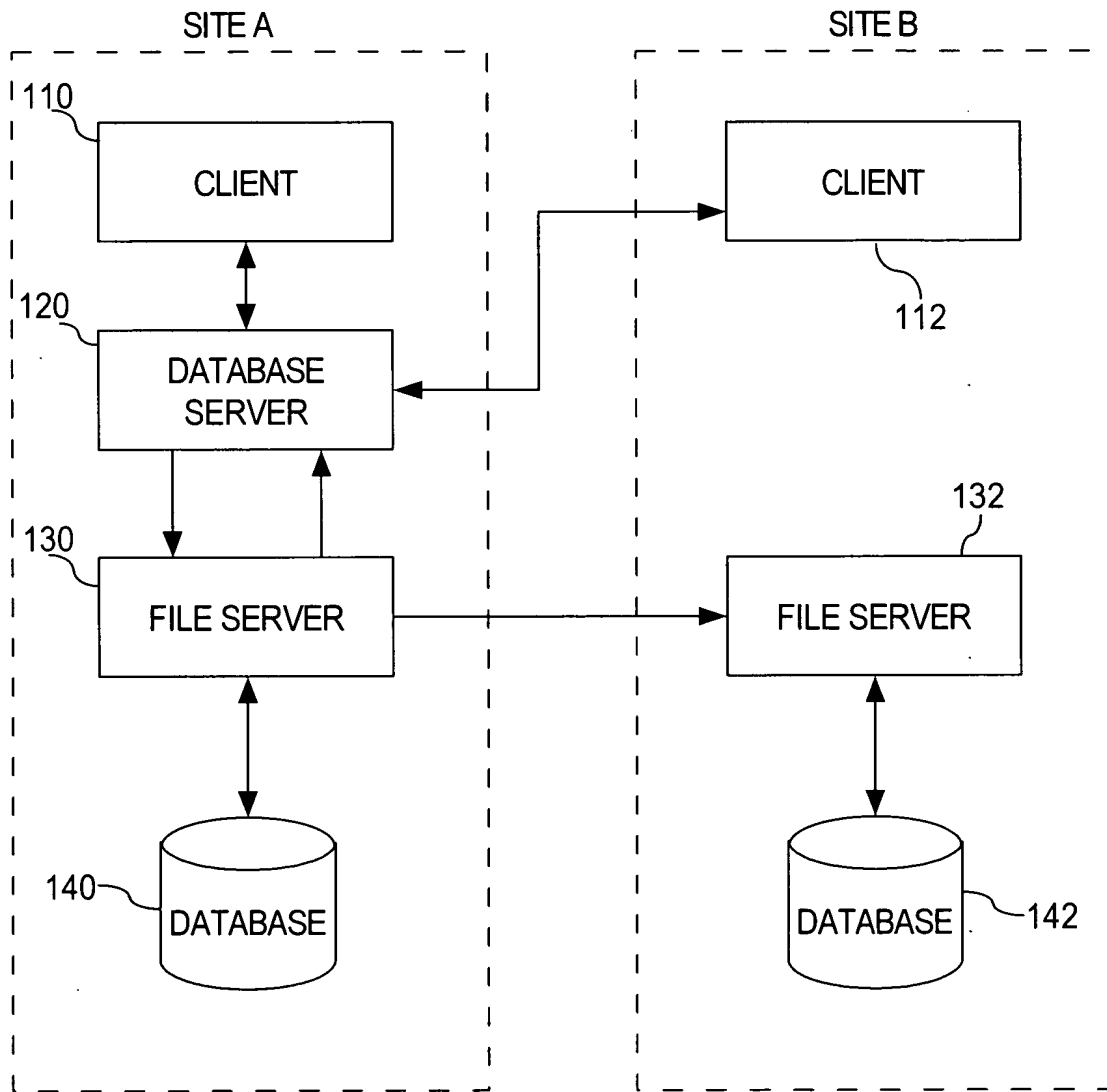 SITE A
SITE B
110
CLIENT
CLIENT
112
120
DATABASE
SERVER
130
FILE SERVER
132
FILE SERVER
140
DATABASE
DATABASE
142